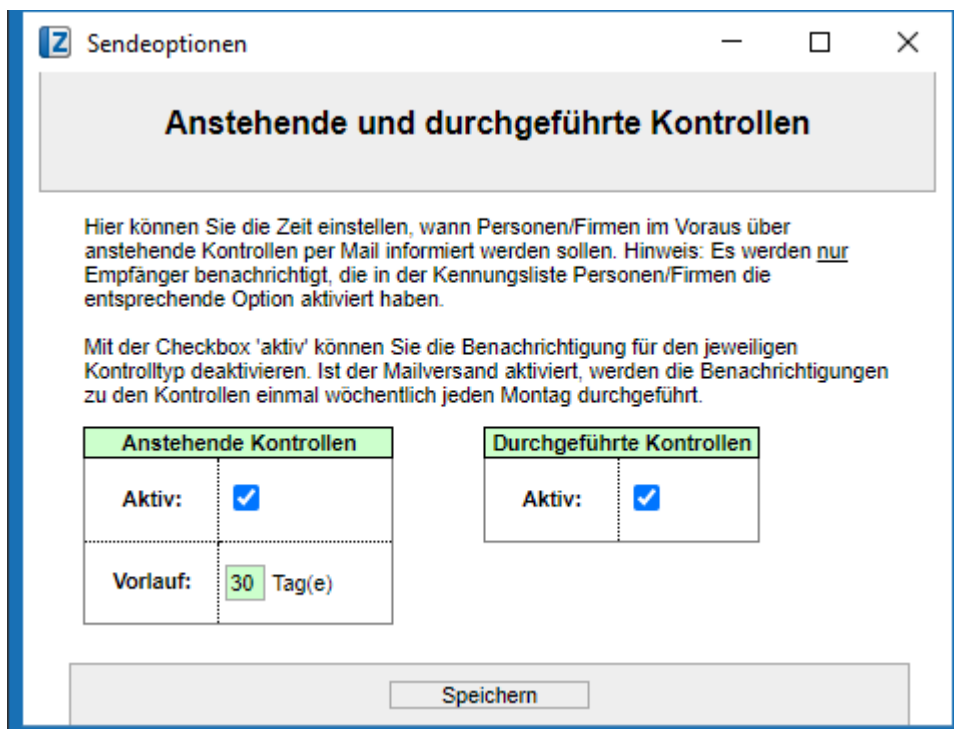 Z Sendeoptionen
Anstehende und durchgeführte Kontrollen
Hier können Sie die Zeit einstellen, wann Personen/Firmen im Voraus über
anstehende Kontrollen per Mail informiert werden sollen. Hinweis: Es werden nur
Empfänger benachrichtigt, die in der Kennungsliste Personen/Firmen die
entsprechende Option aktiviert haben.
Mit der Checkbox 'aktiv' können Sie die Benachrichtigung für den jeweiligen
Kontrolltyp deaktivieren. Ist der Mailversand aktiviert, werden die Benachrichtigungen
zu den Kontrollen einmal wöchentlich jeden Montag durchgeführt.
Anstehende Kontrollen
Aktiv:
Vorlauf: 30 Tag(e)
Durchgeführte Kontrollen
Aktiv:
Speichern